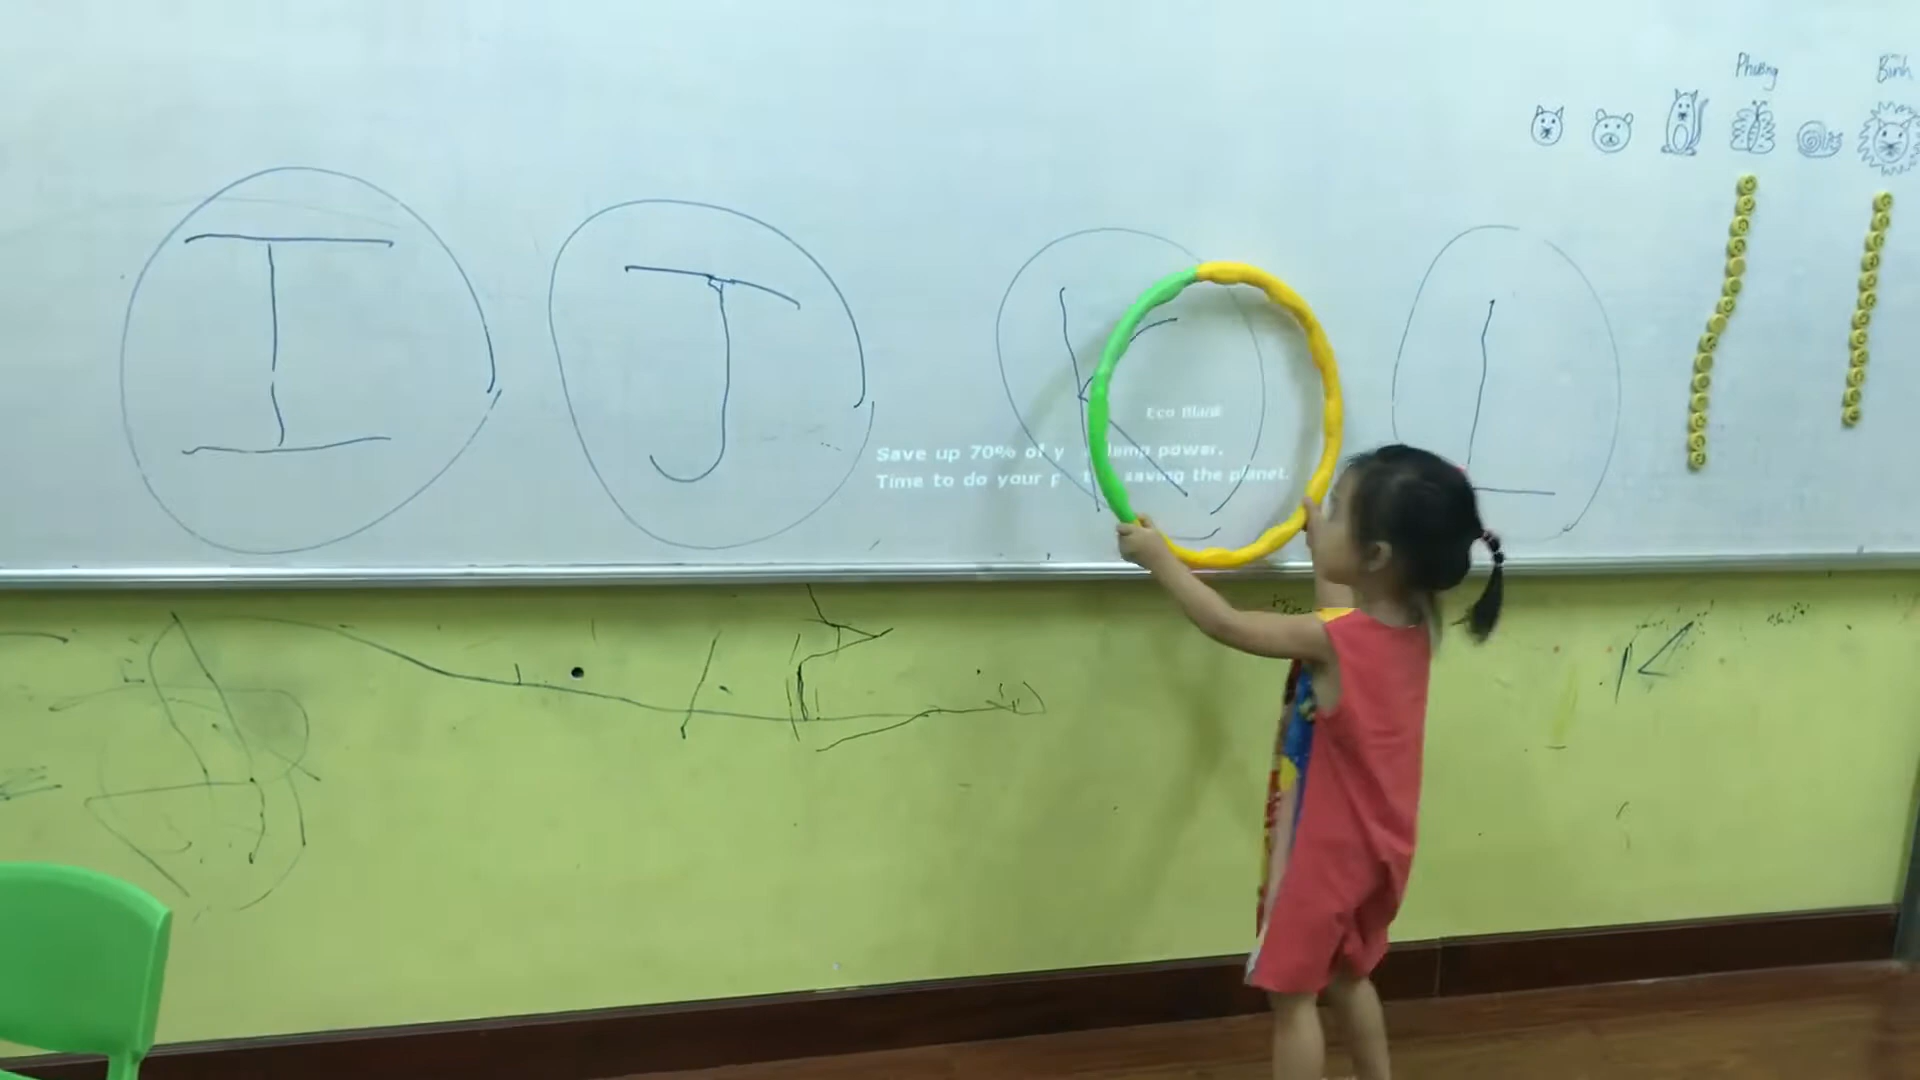 Phương
Bình
I
J
K
L
Eco Blank
Save up 70% of y lamp power.
Time to do your p t saving the planet.